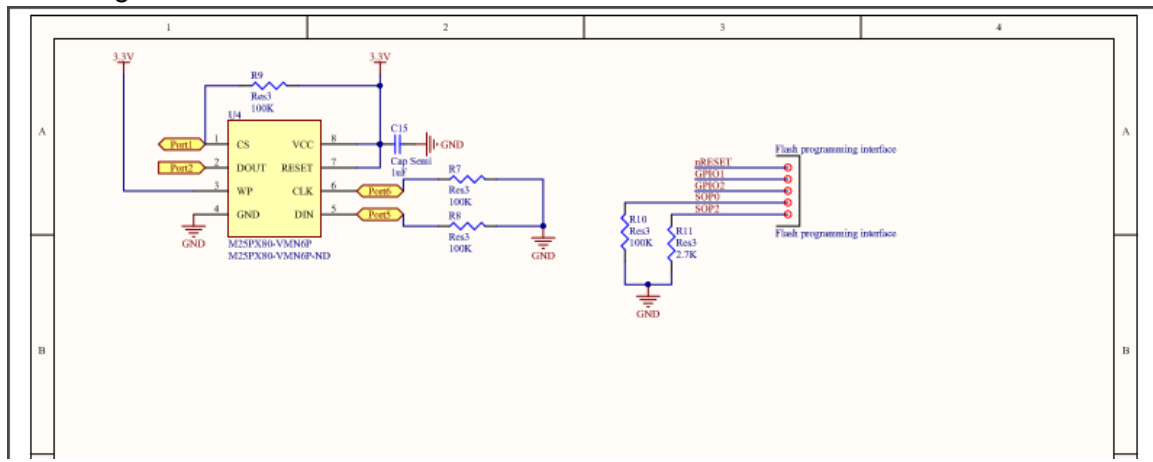 1 2 3 4
A A
B B
3.3V 3.3V
R9
Res3
100K
U4
Port1 1 CS VCC 8
Port2 2 DOUT RESET 7
3 WP CLK 6 Port6
4 GND DIN 5 Port5
GND
M25PX80-VMN6P
M25PX80-VMN6P-ND
C15
GND
Cap Semi
1uF
R7
Res3
100K
R8
Res3
100K
GND
Flash programming interface
nRESET
GPIO1
GPIO2
SOP0
SOP2
Flash programming interface
R10
Res3
100K
R11
Res3
2.7K
GND